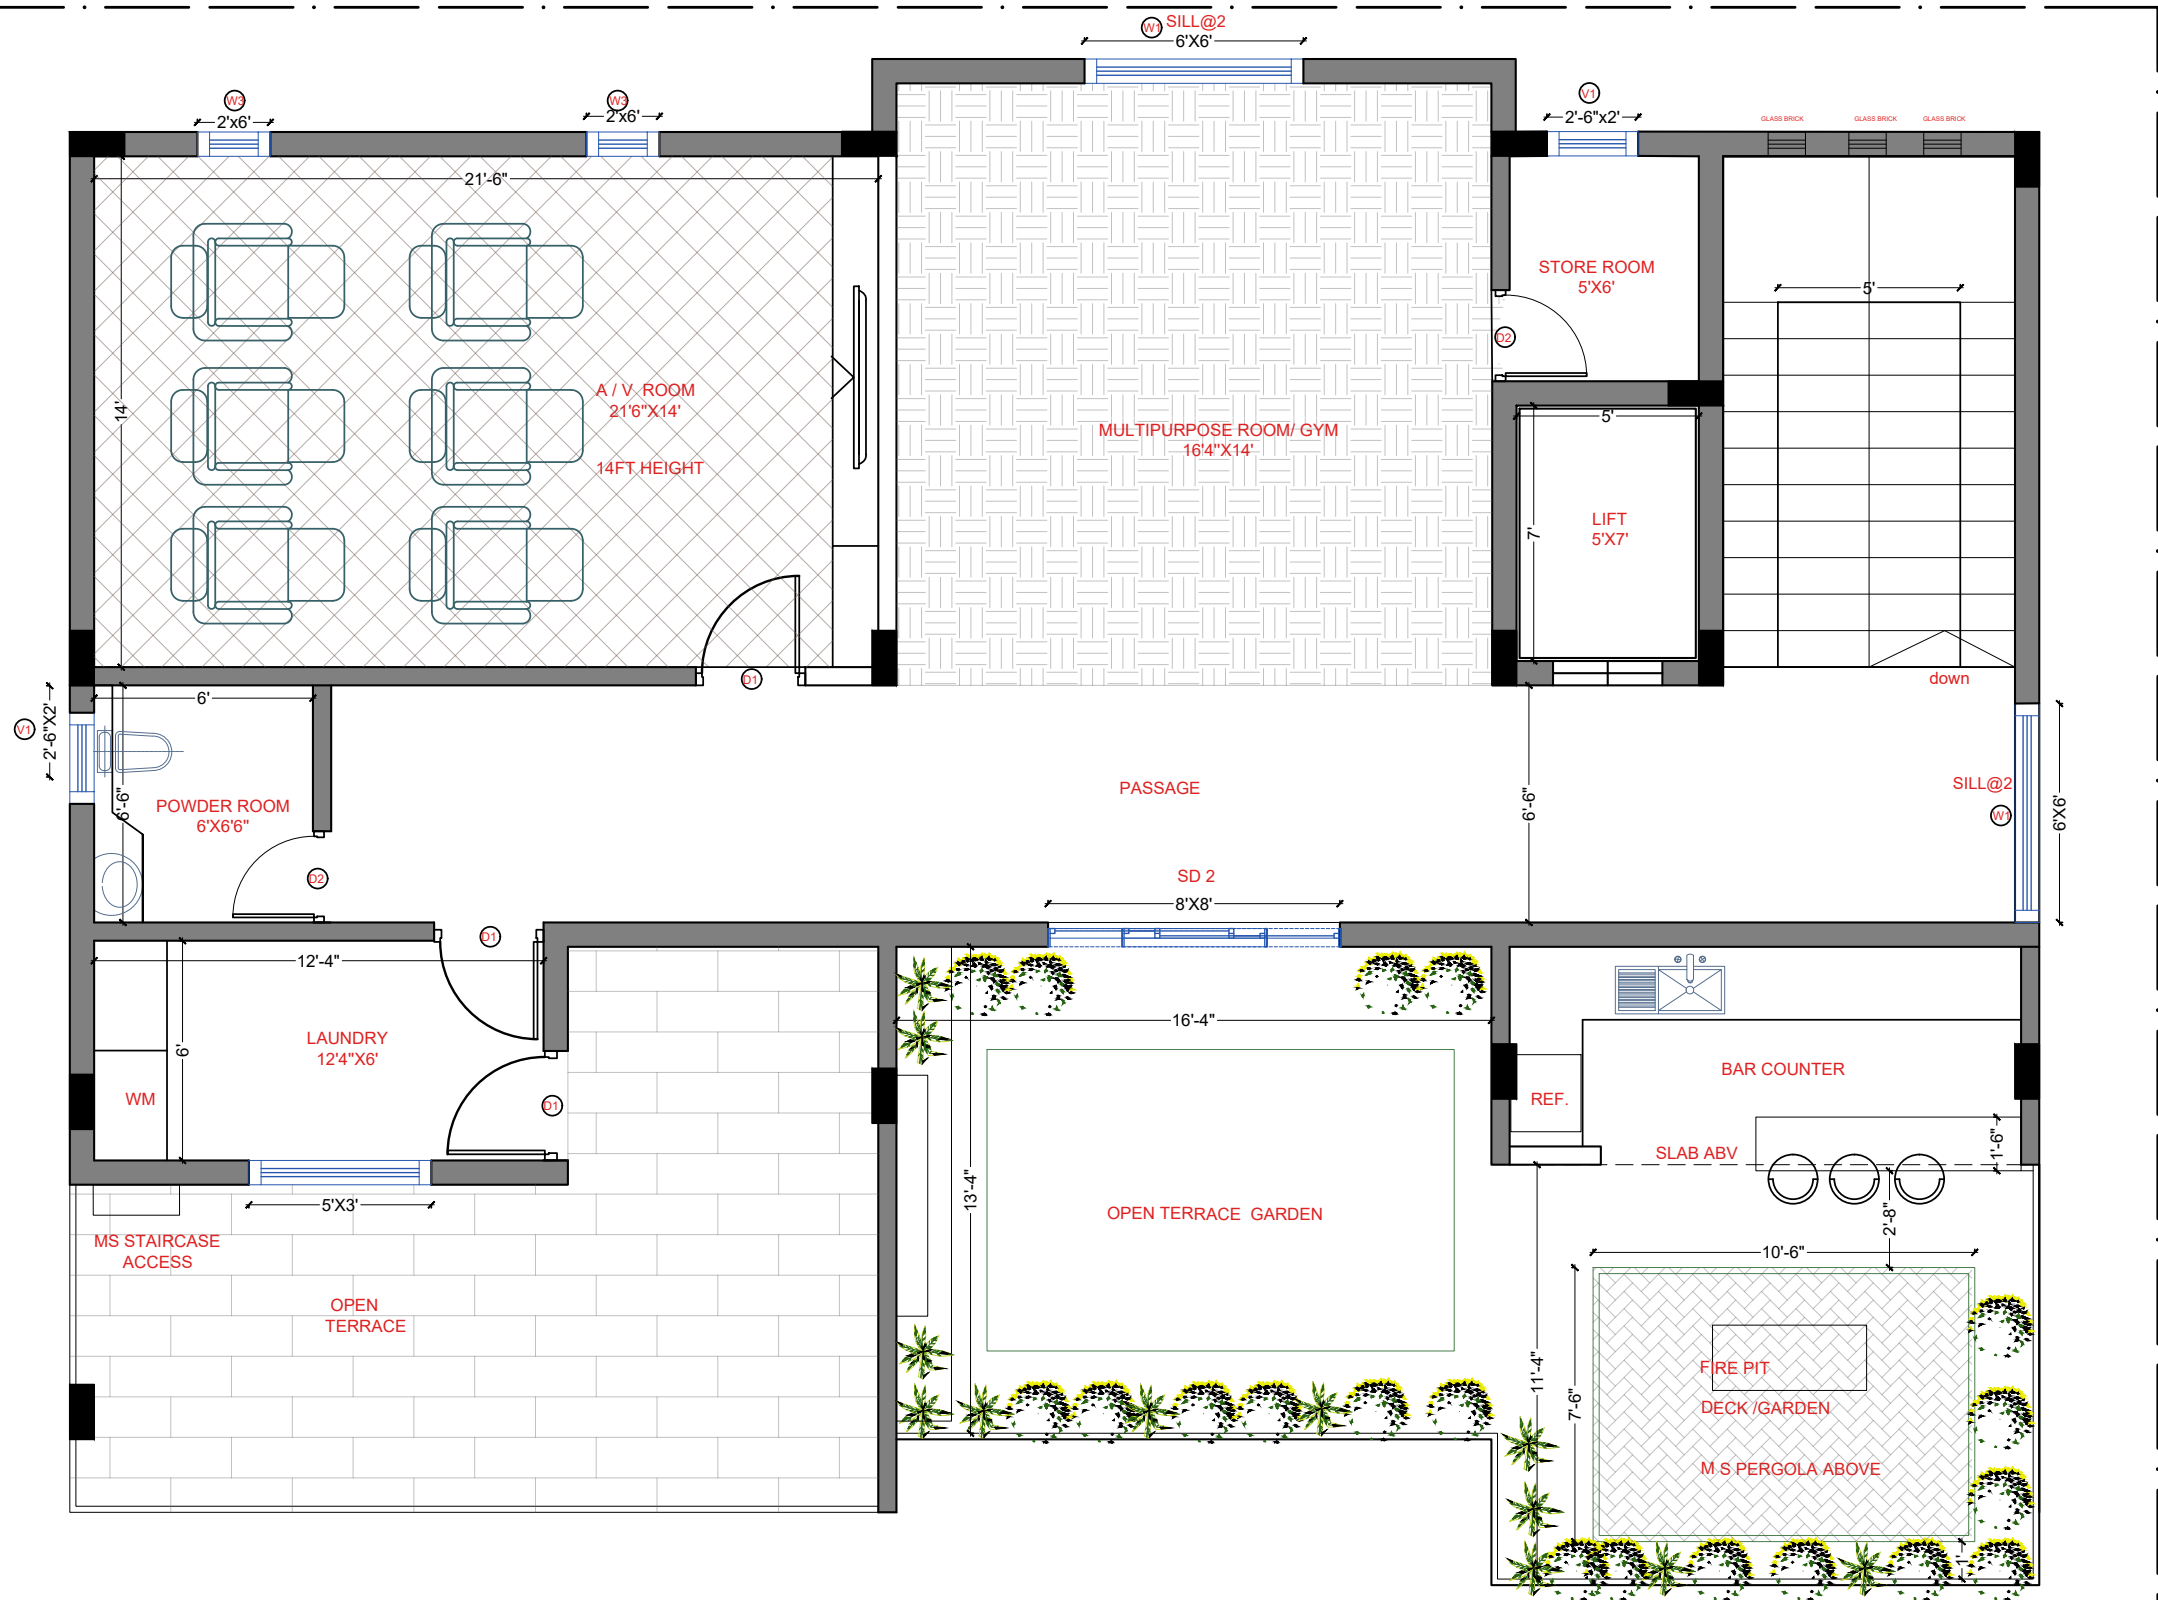 W1 SILL@2
6'X6'
W3
2'x6'
W3
2'x6'
V1
2'-6"x2'
GLASS BRICK
GLASS BRICK
GLASS BRICK
21'-6"
14'
A / V ROOM
21'6"X14'
14FT HEIGHT
MULTIPURPOSE ROOM/ GYM
16'4"X14'
STORE ROOM
5'X6'
D2
5'
5'
7'
LIFT
5'X7'
down
D1
6'
V1
2'-6"X2'
6'-6"
POWDER ROOM
6'X6'6"
D2
PASSAGE
6'-6"
SILL@2
W1
6'X6'
SD 2
8'X8'
D1
12'-4"
6'
LAUNDRY
12'4"X6'
WM
D1
5'X3'
MS STAIRCASE
ACCESS
OPEN
TERRACE
16'-4"
13'-4"
OPEN TERRACE GARDEN
BAR COUNTER
REF.
SLAB ABV
1'-6"
2'-8"
10'-6"
11'-4"
7'-6"
FIRE PIT
DECK /GARDEN
M S PERGOLA ABOVE
1'